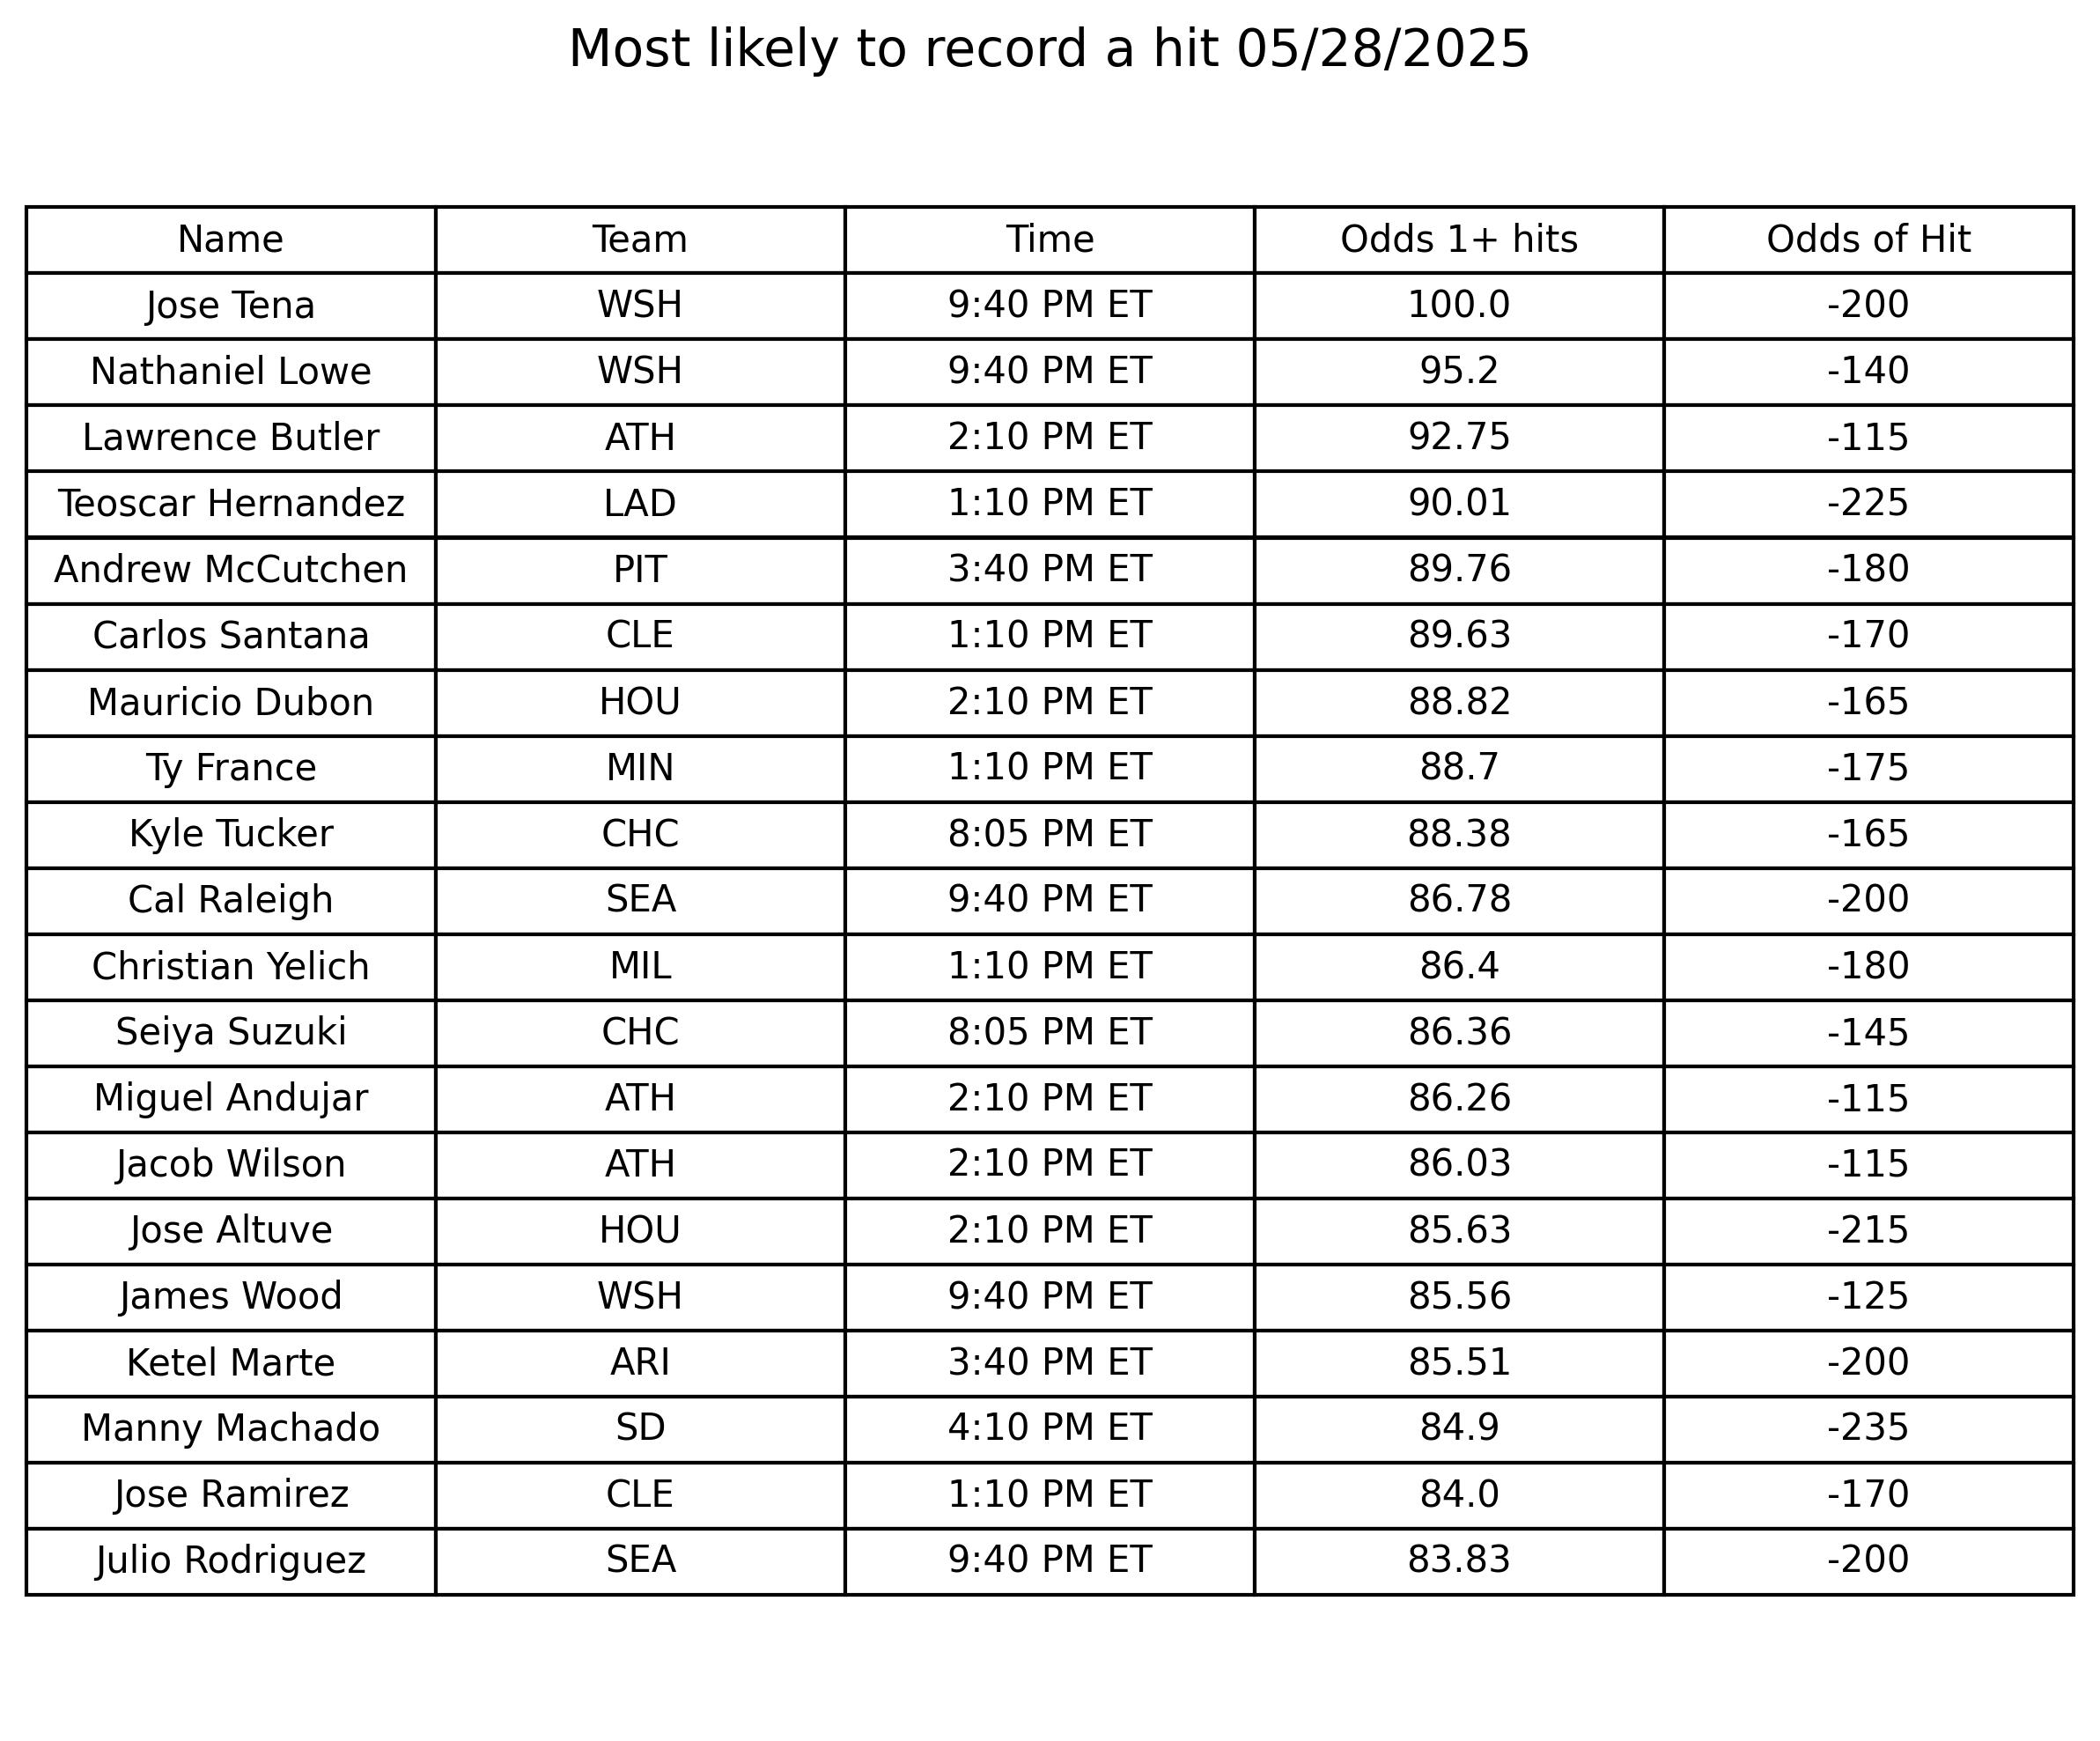 Most likely to record a hit 05/28/2025
Name Team Time Odds 1+ hits Odds of Hit
Jose Tena WSH 9:40 PM ET 100.0 -200
Nathaniel Lowe WSH 9:40 PM ET 95.2 -140
Lawrence Butler ATH 2:10 PM ET 92.75 -115
Teoscar Hernandez LAD 1:10 PM ET 90.01 -225
Andrew McCutchen PIT 3:40 PM ET 89.76 -180
Carlos Santana CLE 1:10 PM ET 89.63 -170
Mauricio Dubon HOU 2:10 PM ET 88.82 -165
Ty France MIN 1:10 PM ET 88.7 -175
Kyle Tucker CHC 8:05 PM ET 88.38 -165
Cal Raleigh SEA 9:40 PM ET 86.78 -200
Christian Yelich MIL 1:10 PM ET 86.4 -180
Seiya Suzuki CHC 8:05 PM ET 86.36 -145
Miguel Andujar ATH 2:10 PM ET 86.26 -115
Jacob Wilson ATH 2:10 PM ET 86.03 -115
Jose Altuve HOU 2:10 PM ET 85.63 -215
James Wood WSH 9:40 PM ET 85.56 -125
Ketel Marte ARI 3:40 PM ET 85.51 -200
Manny Machado SD 4:10 PM ET 84.9 -235
Jose Ramirez CLE 1:10 PM ET 84.0 -170
Julio Rodriguez SEA 9:40 PM ET 83.83 -200